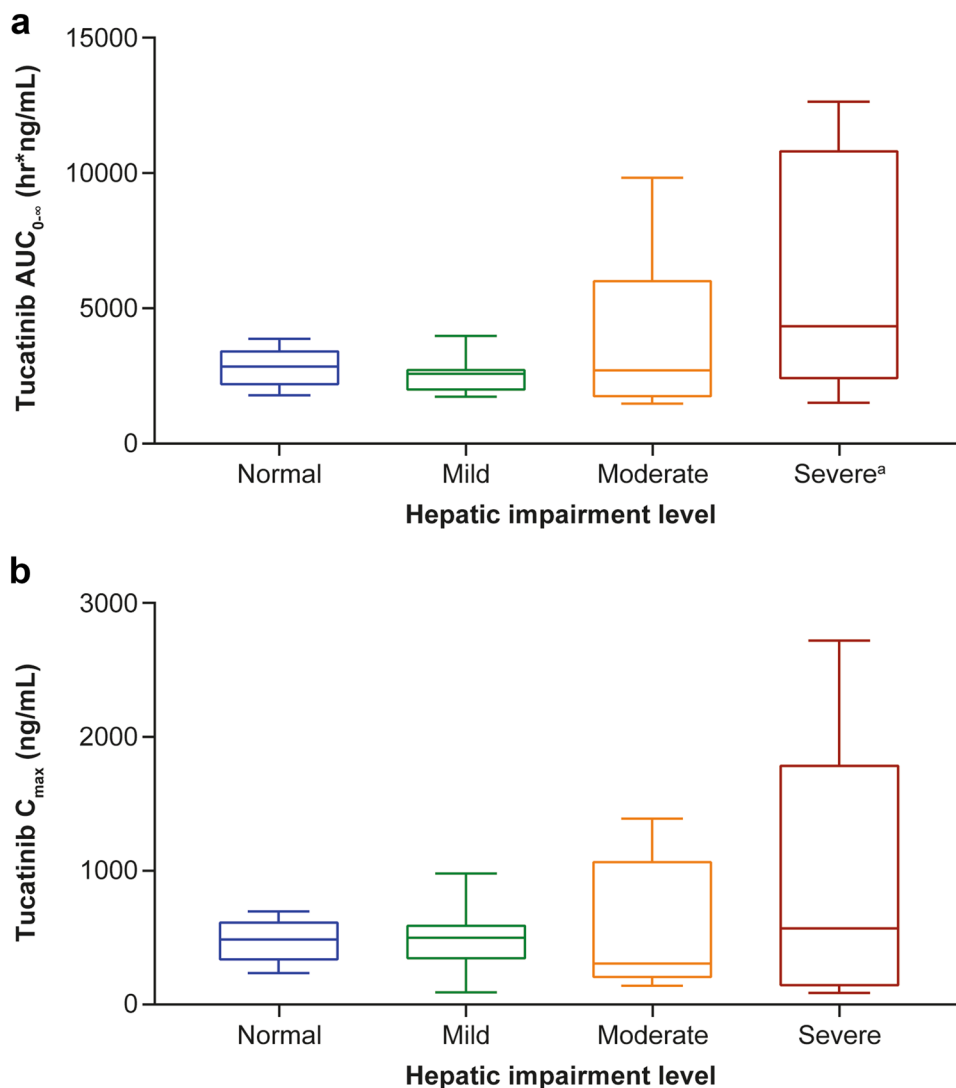 a
Tucatinib AUC0-∞ (hr*ng/mL)
15000
10000
5000
0
Normal Mild Moderate Severeᵃ
Hepatic impairment level
b
Tucatinib Cmax (ng/mL)
3000
2000
1000
0
Normal Mild Moderate Severe
Hepatic impairment level